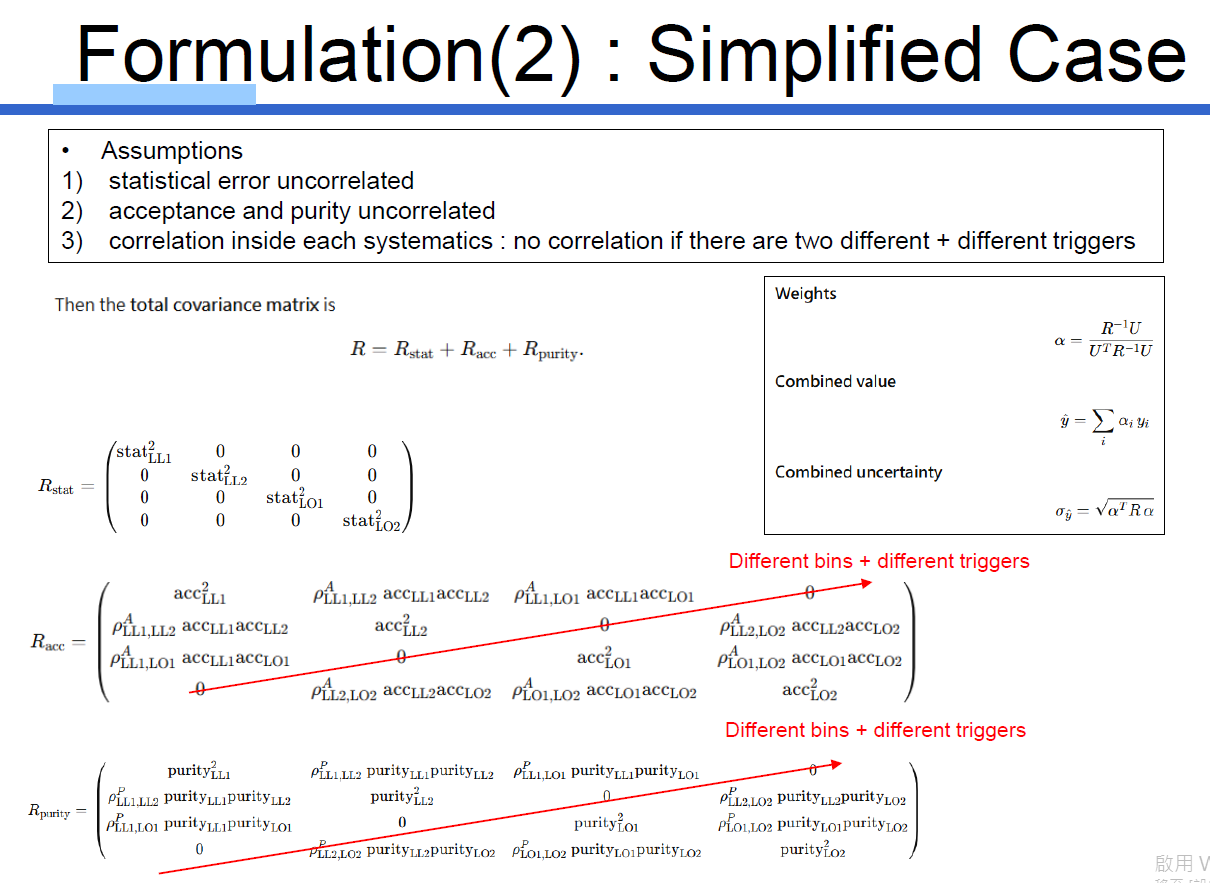 Formulation(2) : Simplified Case
• Assumptions
1) statistical error uncorrelated
2) acceptance and purity uncorrelated
3) correlation inside each systematics : no correlation if there are two different + different triggers
Then the total covariance matrix is
R = R_stat + R_acc + R_purity.
Weights
α = R⁻¹U / UᵀR⁻¹U
Combined value
ŷ = ∑_i α_i y_i
Combined uncertainty
σ_ŷ = √(αᵀ R α)
R_stat =
stat²_LL1 0 0 0
0 stat²_LL2 0 0
0 0 stat²_LO1 0
0 0 0 stat²_LO2
Different bins + different triggers
R_acc =
acc²_LL1 ρ^A_LL1,LL2 acc_LL1 acc_LL2 ρ^A_LL1,LO1 acc_LL1 acc_LO1 0
ρ^A_LL1,LL2 acc_LL1 acc_LL2 acc²_LL2 0 ρ^A_LL2,LO2 acc_LL2 acc_LO2
ρ^A_LL1,LO1 acc_LL1 acc_LO1 0 acc²_LO1 ρ^A_LO1,LO2 acc_LO1 acc_LO2
0 ρ^A_LL2,LO2 acc_LL2 acc_LO2 ρ^A_LO1,LO2 acc_LO1 acc_LO2 acc²_LO2
Different bins + different triggers
R_purity =
purity²_LL1 ρ^P_LL1,LL2 purity_LL1 purity_LL2 ρ^P_LL1,LO1 purity_LL1 purity_LO1 0
ρ^P_LL1,LL2 purity_LL1 purity_LL2 purity²_LL2 0 ρ^P_LL2,LO2 purity_LL2 purity_LO2
ρ^P_LL1,LO1 purity_LL1 purity_LO1 0 purity²_LO1 ρ^P_LO1,LO2 purity_LO1 purity_LO2
0 ρ^P_LL2,LO2 purity_LL2 purity_LO2 ρ^P_LO1,LO2 purity_LO1 purity_LO2 purity²_LO2
啟用 W